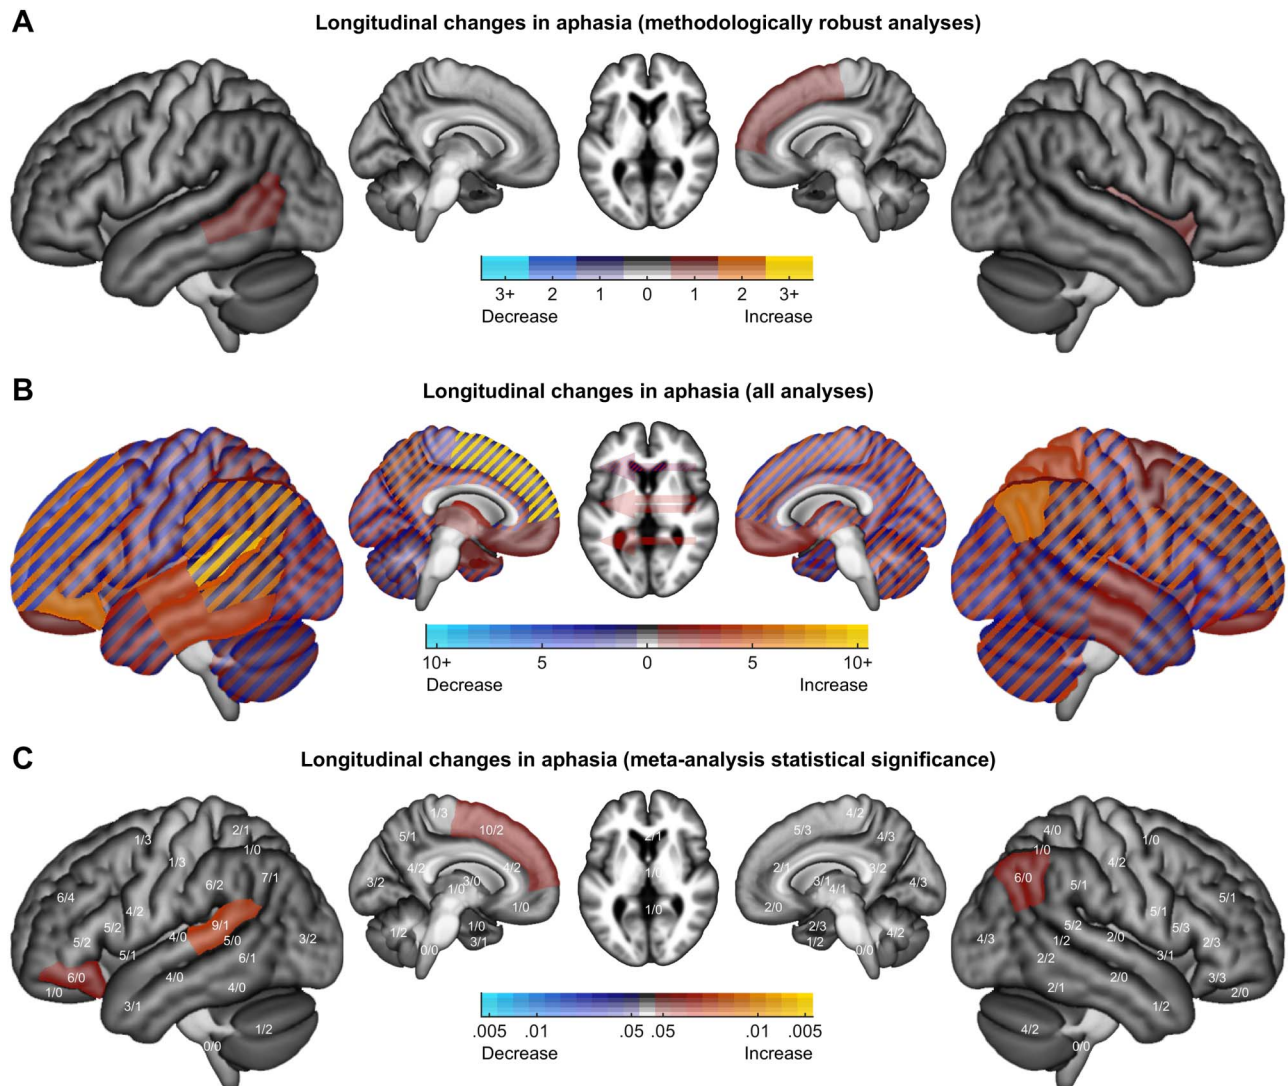 A
Longitudinal changes in aphasia (methodologically robust analyses)
3+ 2 1 0 1 2 3+
Decrease Increase
B
Longitudinal changes in aphasia (all analyses)
10+ 5 0 5 10+
Decrease Increase
C
Longitudinal changes in aphasia (meta-analysis statistical significance)
1/3 2/1 1/0
1/3
6/2 7/1
6/4
4/2
5/2 9/1
5/2 4/0 5/0 3/2
5/1 6/1
6/0 4/0 4/0
1/0
3/1
1/2
0/0
1/3
5/1 10/2
4/2 4/2
3/2 3/0
1/0
1/0
1/2 1/0
3/1
0/0
2/1
1/0
1/0
4/2
5/3 4/3
2/1 3/2
3/1 4/3
4/1
2/0
2/3 4/2
1/2
0/0
4/0 1/0
1/0
4/2
6/0 5/1
5/1
5/1
5/2 5/3
4/3 1/2 2/0 2/3
2/2 3/1
2/1 2/0 3/3
1/2 2/0
4/2
0/0
.005 .01 .05 .05 .01 .005
Decrease Increase